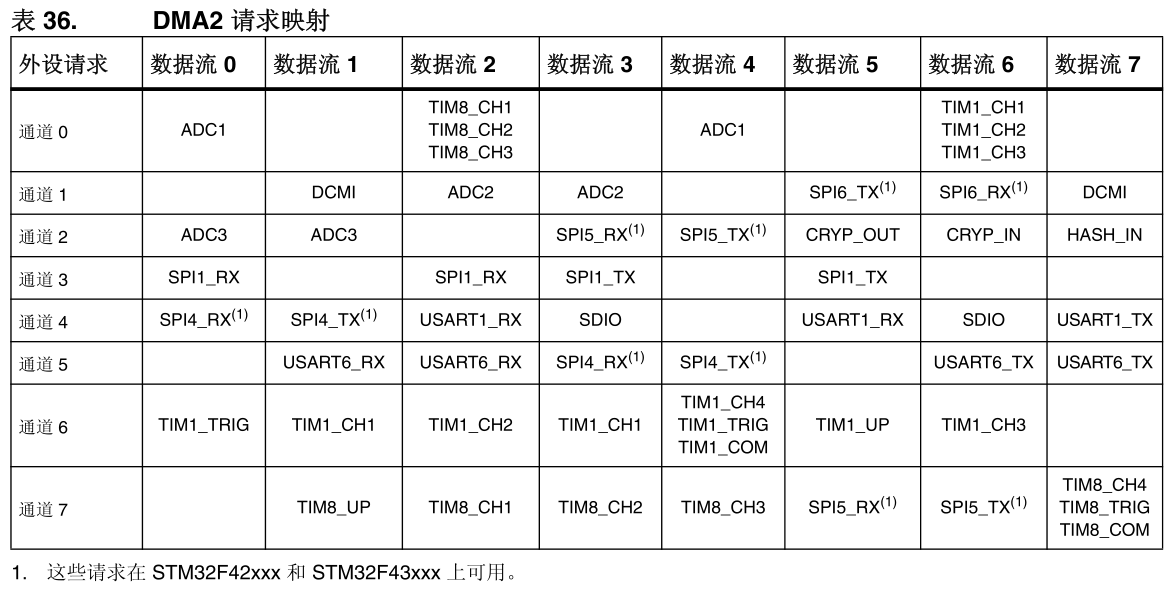 表 36. DMA2 请求映射
外设请求 数据流 0 数据流 1 数据流 2 数据流 3 数据流 4 数据流 5 数据流 6 数据流 7
通道 0 ADC1 TIM8_CH1 TIM8_CH2 TIM8_CH3 ADC1 TIM1_CH1 TIM1_CH2 TIM1_CH3
通道 1 DCMI ADC2 ADC2 SPI6_TX(1) SPI6_RX(1) DCMI
通道 2 ADC3 ADC3 SPI5_RX(1) SPI5_TX(1) CRYP_OUT CRYP_IN HASH_IN
通道 3 SPI1_RX SPI1_RX SPI1_TX SPI1_TX
通道 4 SPI4_RX(1) SPI4_TX(1) USART1_RX SDIO USART1_RX SDIO USART1_TX
通道 5 USART6_RX USART6_RX SPI4_RX(1) SPI4_TX(1) USART6_TX USART6_TX
通道 6 TIM1_TRIG TIM1_CH1 TIM1_CH2 TIM1_CH1 TIM1_CH4 TIM1_TRIG TIM1_COM TIM1_UP TIM1_CH3
通道 7 TIM8_UP TIM8_CH1 TIM8_CH2 TIM8_CH3 SPI5_RX(1) SPI5_TX(1) TIM8_CH4 TIM8_TRIG TIM8_COM
1. 这些请求在 STM32F42xxx 和 STM32F43xxx 上可用。